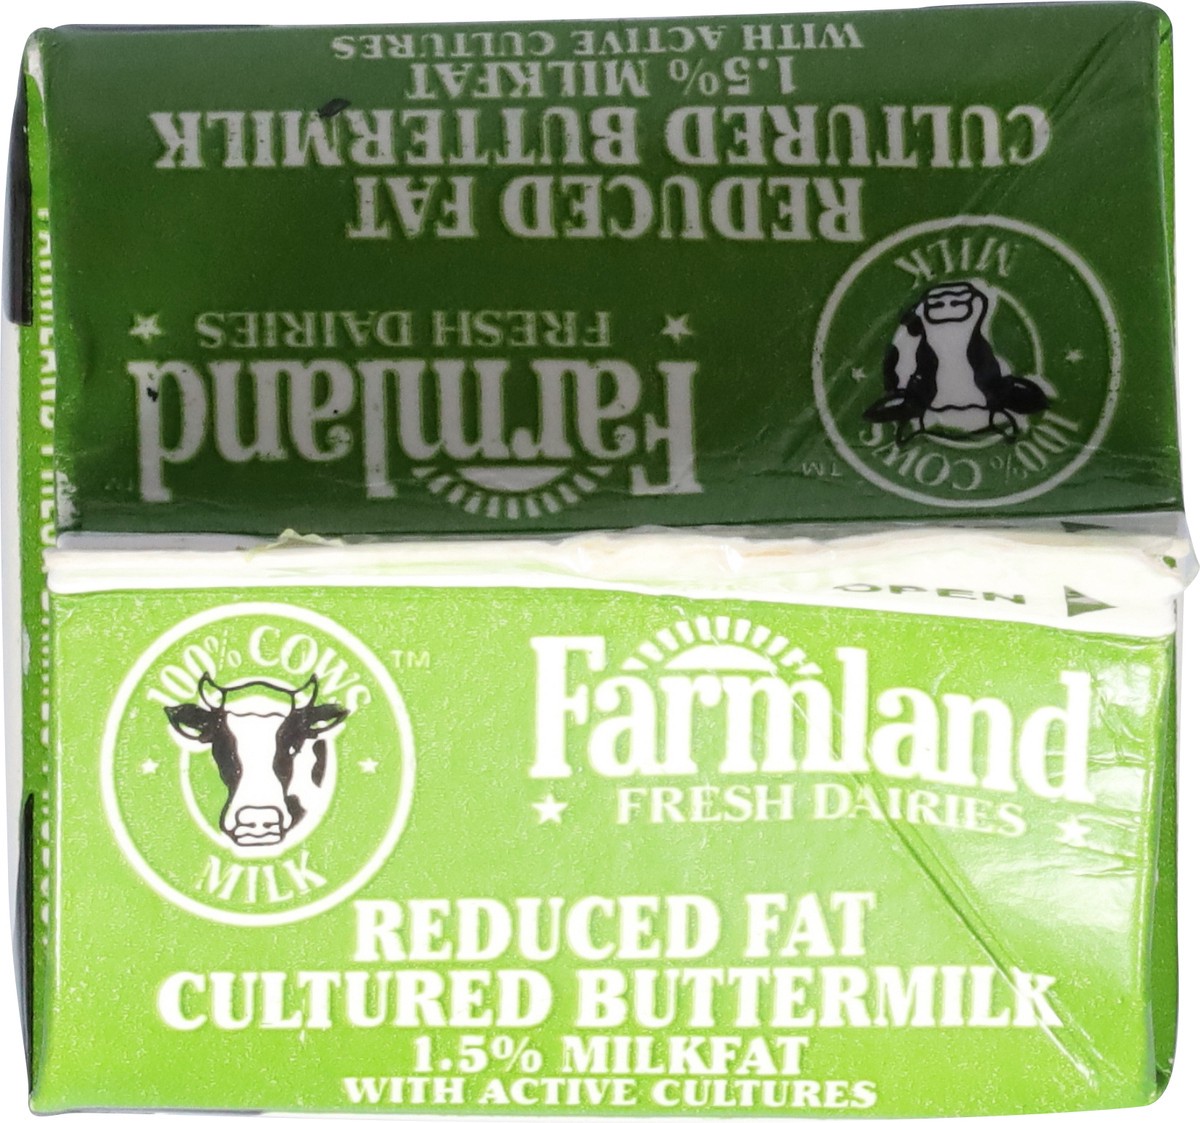 WITH ACTIVE CULTURES
1.5% MILKFAT
CULTURED BUTTERMILK
REDUCED FAT
MILK
FRESH DAIRIES
Farmland
100% COWS
TM
TM
OPEN
100% COWS
TM
MILK
Farmland
FRESH DAIRIES
REDUCED FAT
CULTURED BUTTERMILK
1.5% MILKFAT
WITH ACTIVE CULTURES